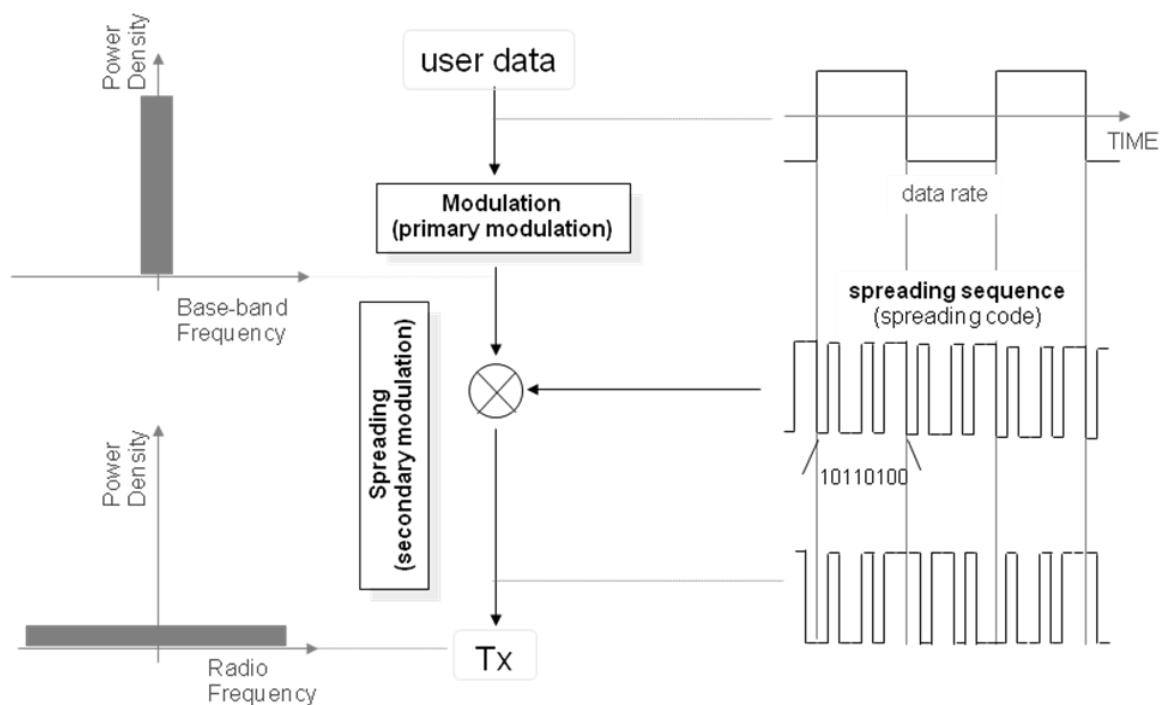 Power
Density
user data
TIME
data rate
Modulation
(primary modulation)
Base-band
Frequency
spreading sequence
(spreading code)
Spreading
(secondary modulation)
10110100
Power
Density
Radio
Frequency
Tx